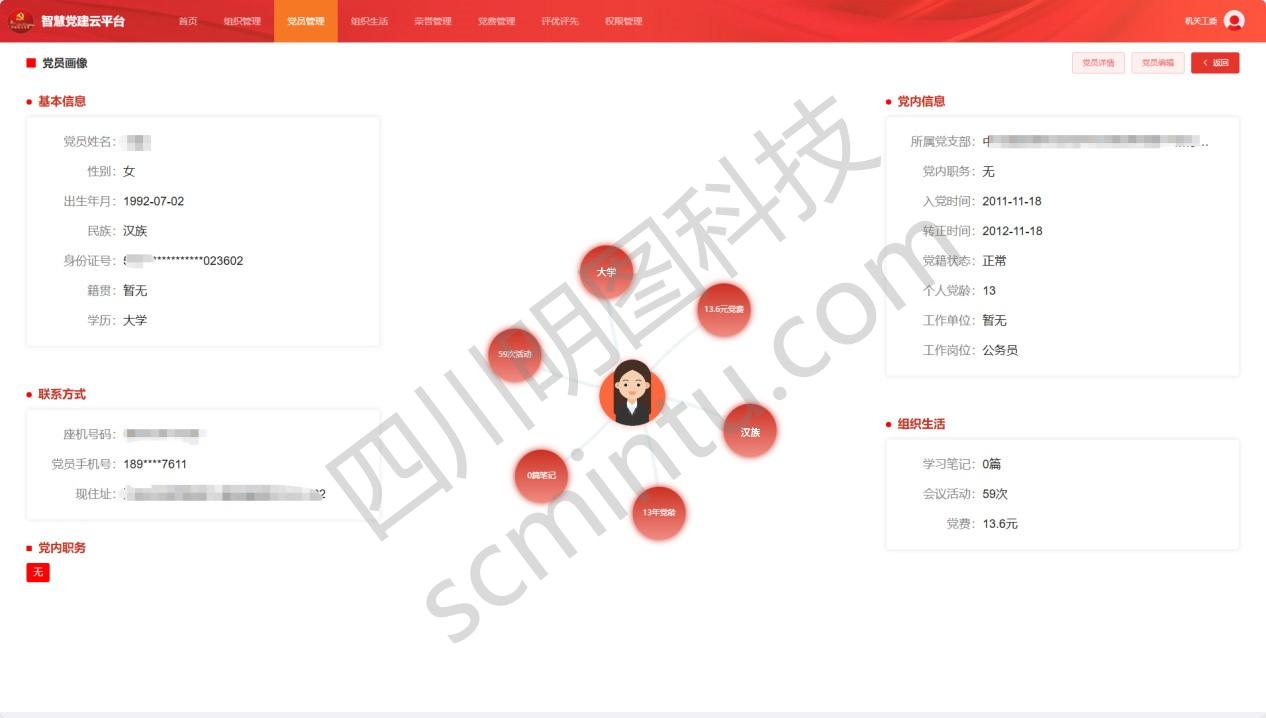 智慧党建云平台 首页 组织管理 党员管理 组织生活 荣誉管理 党费管理 评优评先 权限管理 机关工委
党员画像 党员详情 党员编辑 返回
基本信息
党员姓名:
性别: 女
出生年月: 1992-07-02
民族: 汉族
身份证号: 5***********023602
籍贯: 暂无
学历: 大学
联系方式
座机号码:
党员手机号: 189****7611
现住址:
党内职务
无
大学
13.6元党费
59次活动
汉族
0篇笔记
13年党龄
党内信息
所属党支部: 中
党内职务: 无
入党时间: 2011-11-18
转正时间: 2012-11-18
党籍状态: 正常
个人党龄: 13
工作单位: 暂无
工作岗位: 公务员
组织生活
学习笔记: 0篇
会议活动: 59次
党费: 13.6元
四川明图科技
scmintu.com